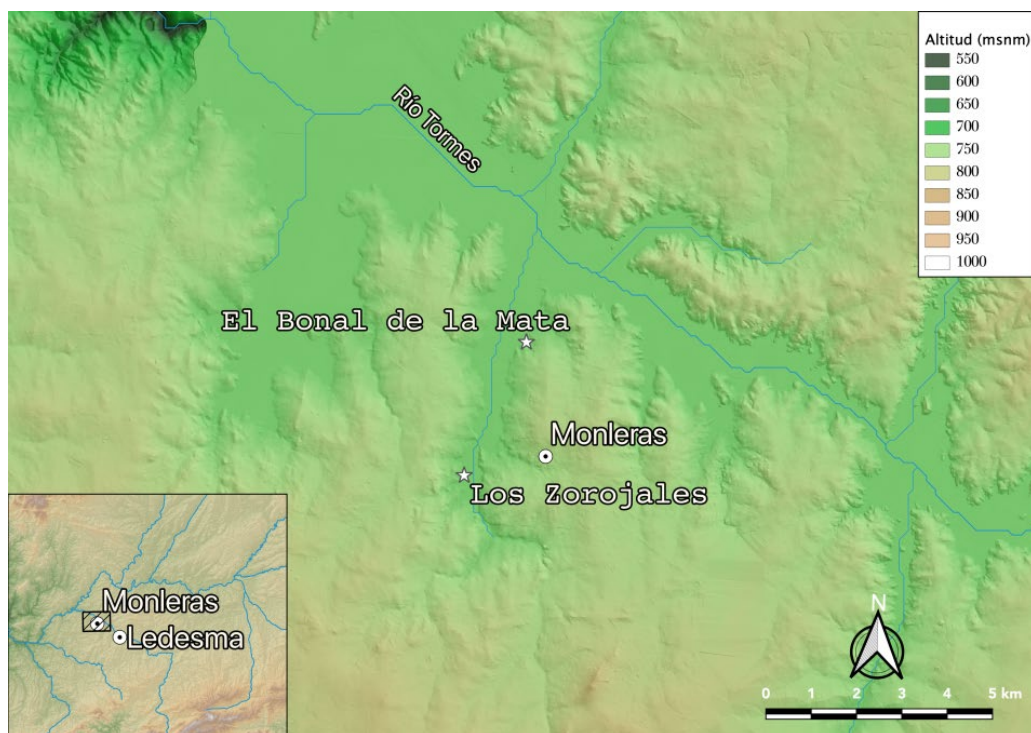 Altitud (msnm)
550
600
650
700
750
800
850
900
950
1000
Río Tormes
El Bonal de la Mata
Monleras
Los Zorojales
Monleras
Ledesma
N
0 1 2 3 4 5 km